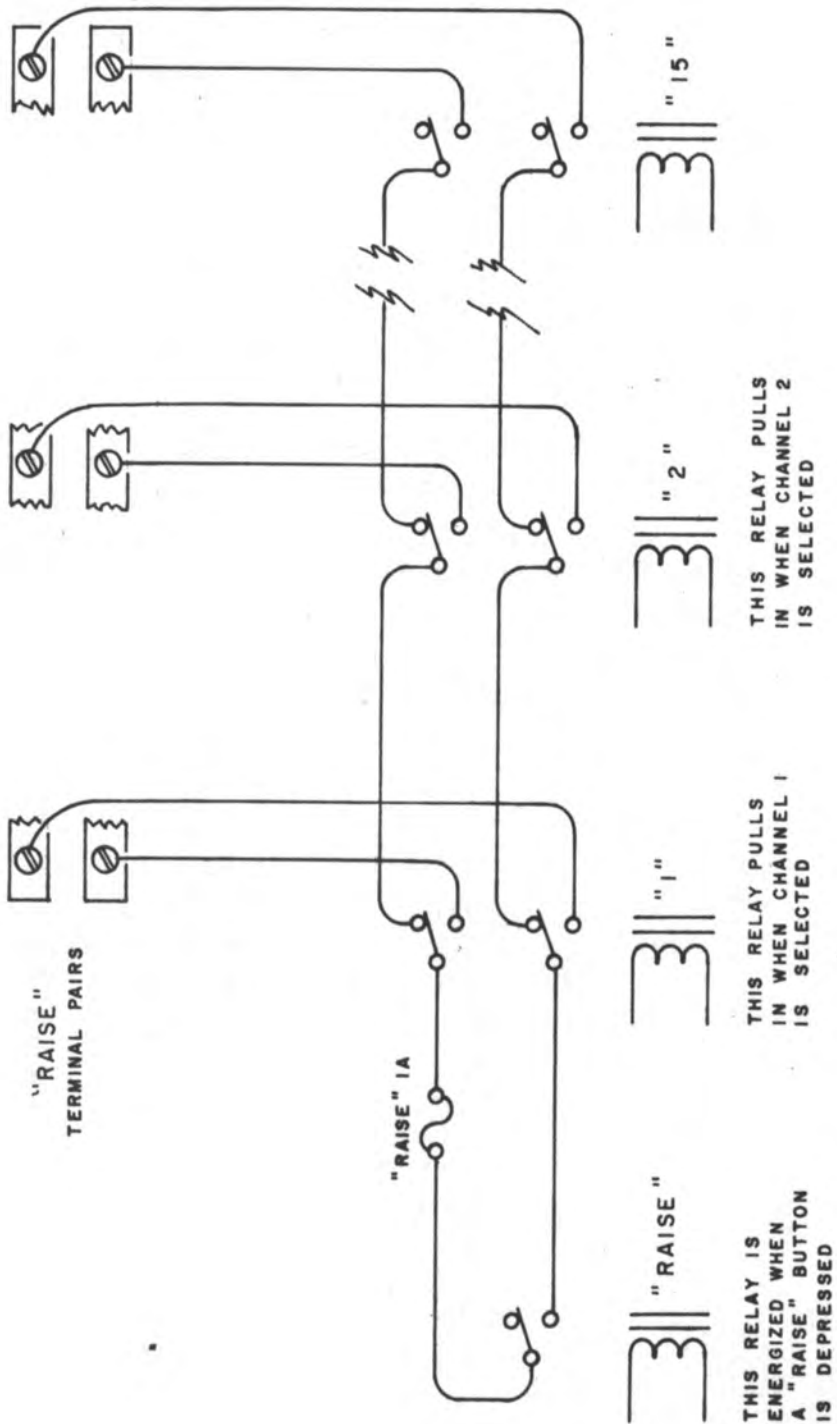 "RAISE"
TERMINAL PAIRS
"RAISE" 1A
"RAISE"
"1"
"2"
"15"
THIS RELAY IS
ENERGIZED WHEN
A "RAISE" BUTTON
IS DEPRESSED
THIS RELAY PULLS
IN WHEN CHANNEL 1
IS SELECTED
THIS RELAY PULLS
IN WHEN CHANNEL 2
IS SELECTED